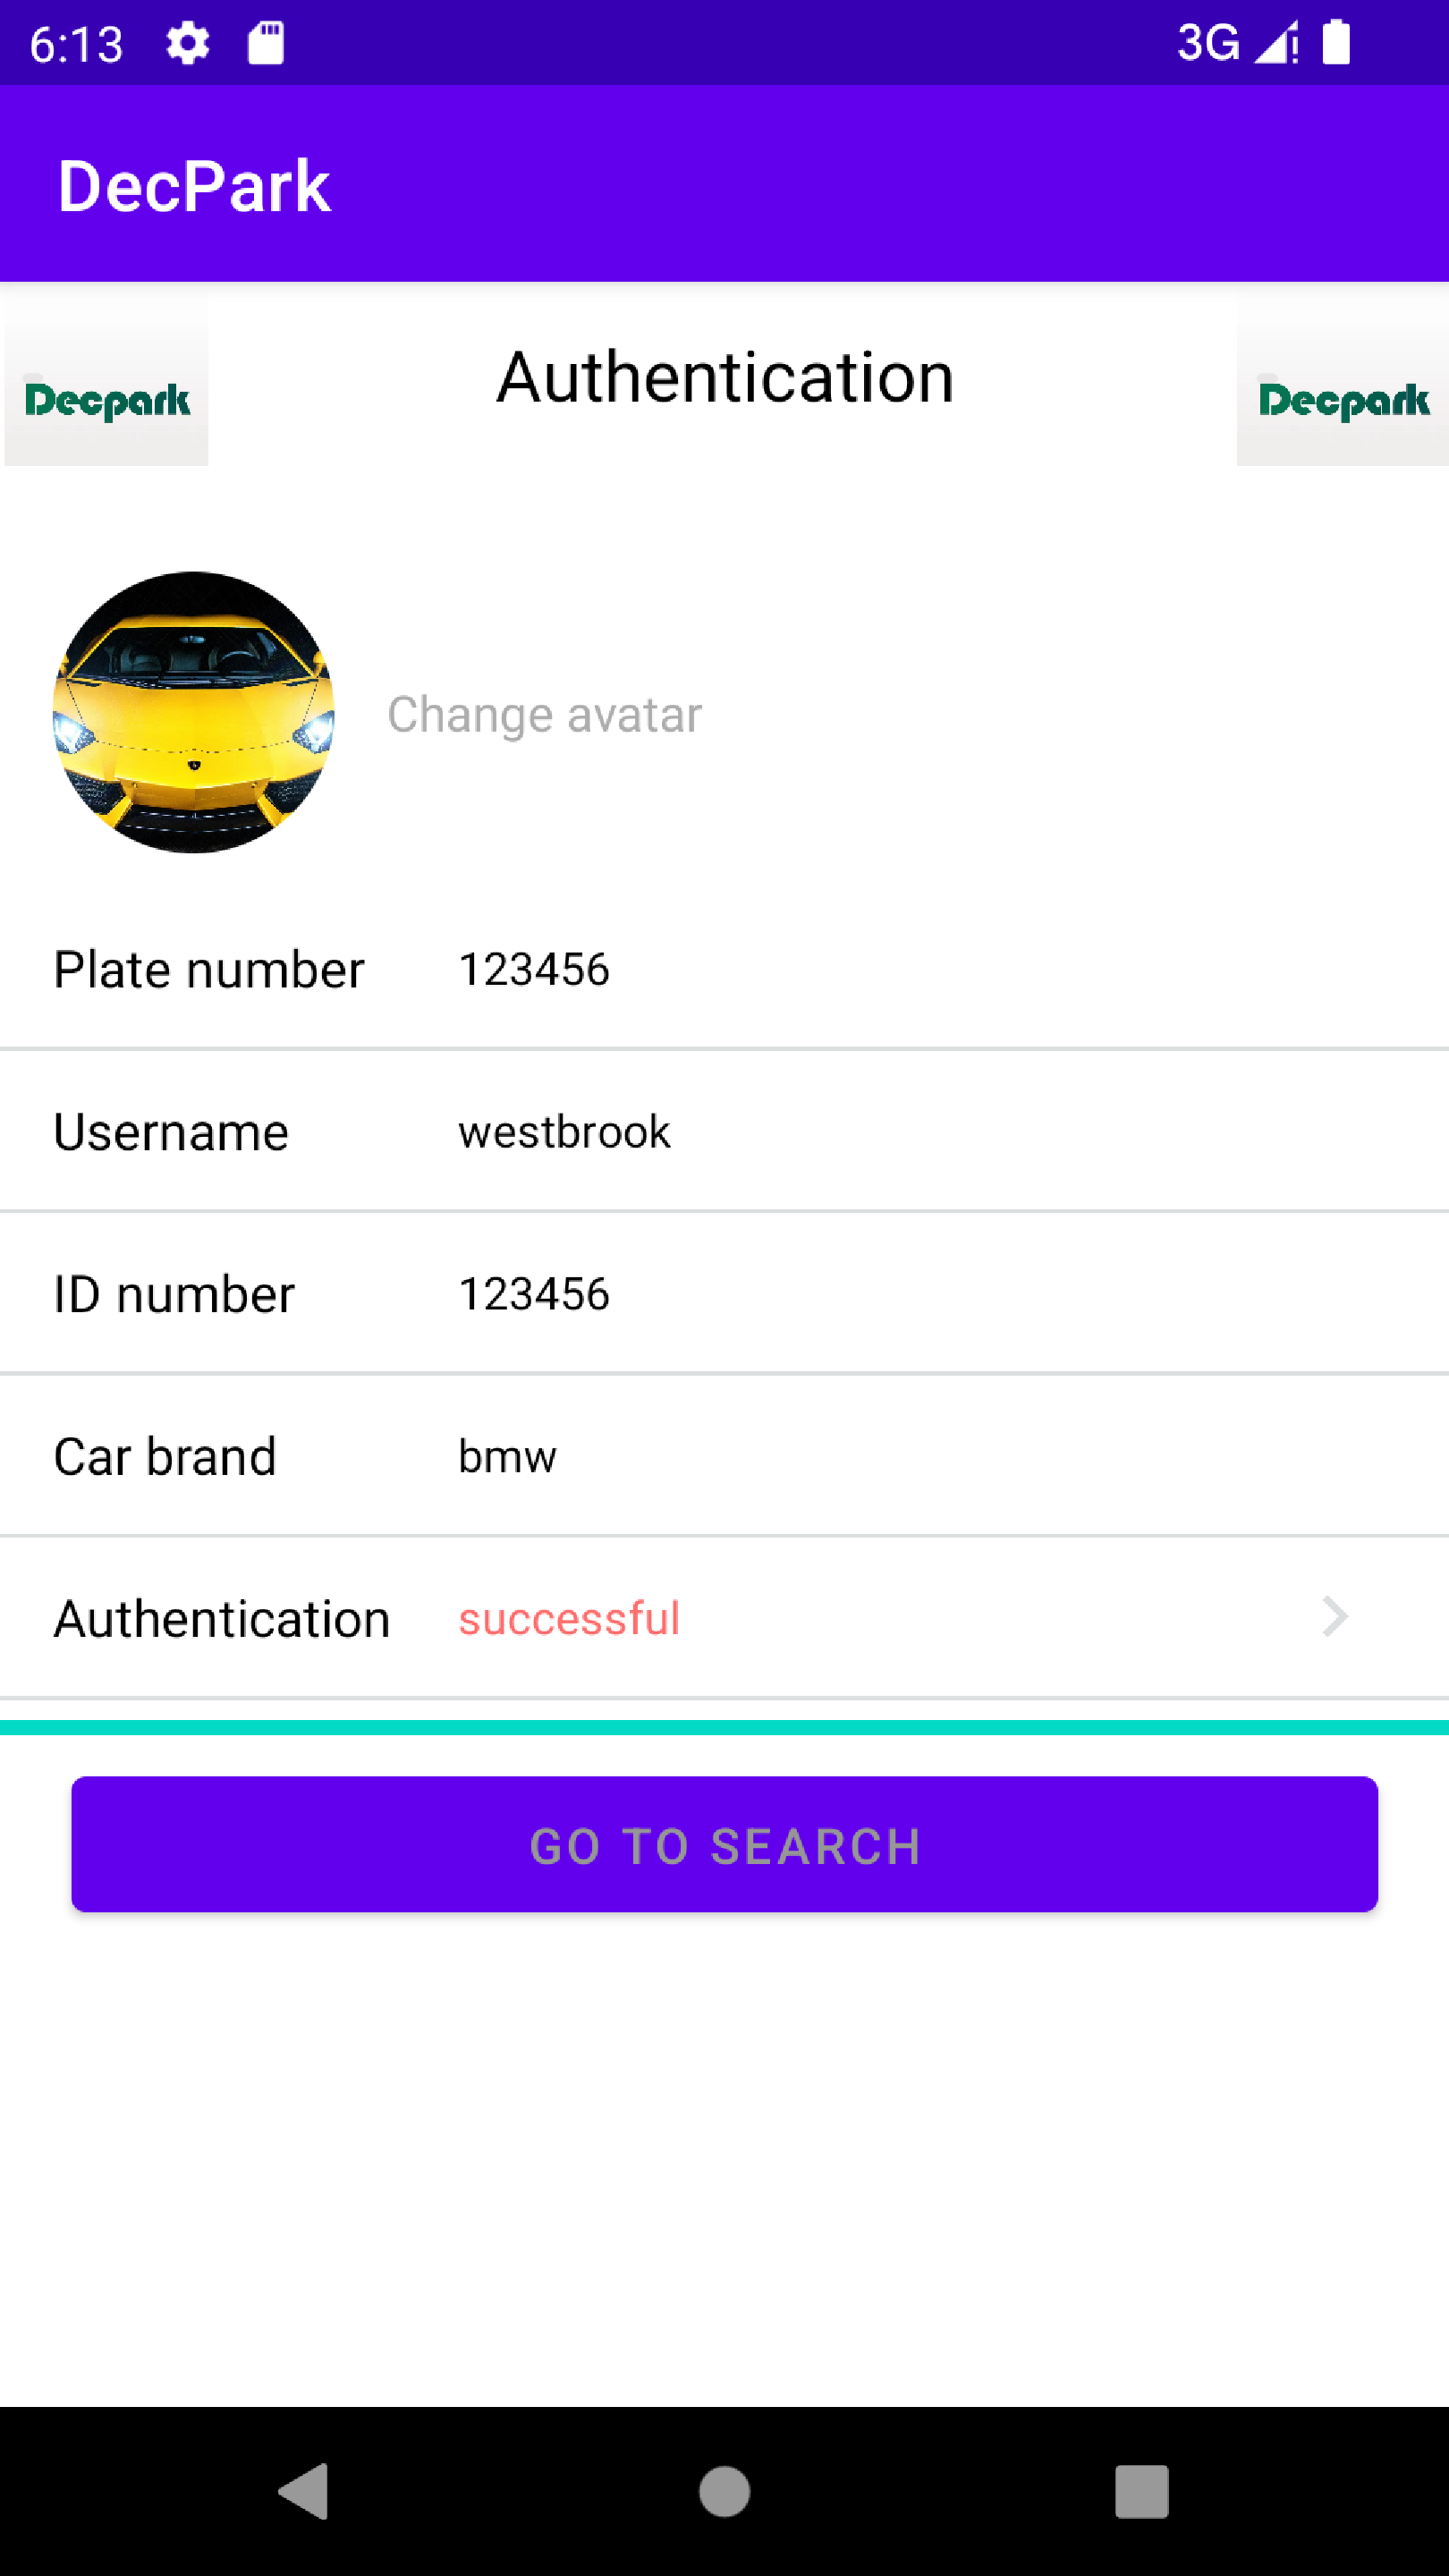 6:13 3G
DecPark
Decpark Authentication Decpark
Change avatar
Plate number 123456
Username westbrook
ID number 123456
Car brand bmw
Authentication successful
GO TO SEARCH